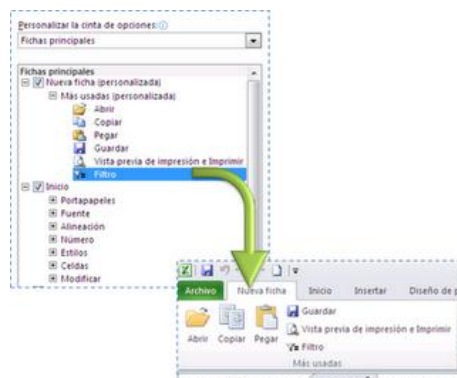 Personalizar la cinta de opciones:
Fichas principales
Fichas principales
Nueva ficha (personalizada)
Más usadas (personalizada)
Abrir
Copiar
Pegar
Guardar
Vista previa de impresión e Imprimir
Filtro
Inicio
Portapapeles
Fuente
Alineación
Número
Estilos
Celdas
Modificar
Archivo Nueva ficha Inicio Insertar Diseño de p
Abrir Copiar Pegar
Guardar
Vista previa de impresión e Imprimir
Filtro
Más usadas